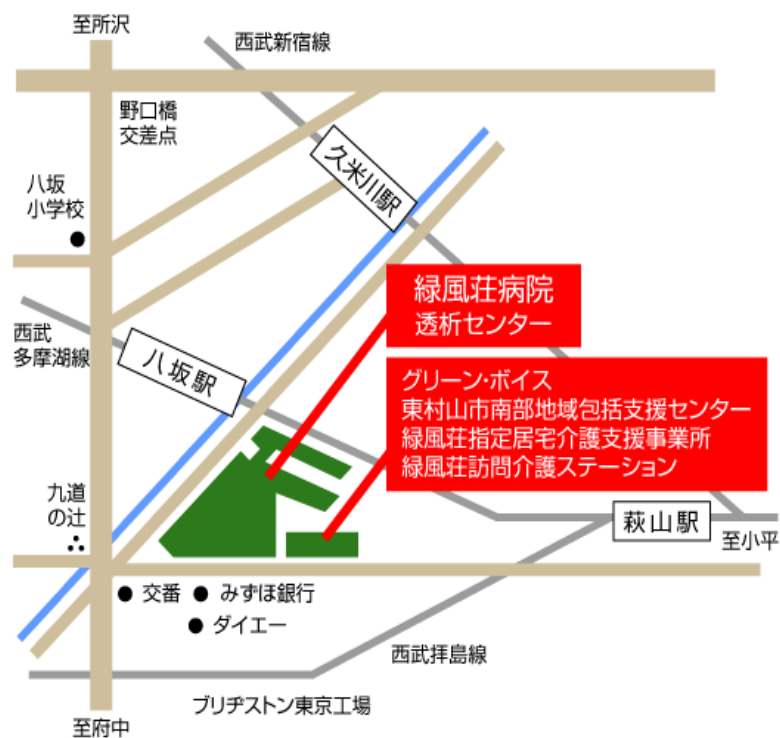 至所沢
西武新宿線
野口橋
交差点
久米川駅
八坂
小学校
緑風荘病院
透析センター
西武
多摩湖線
八坂駅
グリーン・ボイス
東村山市南部地域包括支援センター
緑風荘指定居宅介護支援事業所
緑風荘訪問介護ステーション
九道
の辻
萩山駅
至小平
交番
みずほ銀行
ダイエー
西武拝島線
ブリヂストン東京工場
至府中